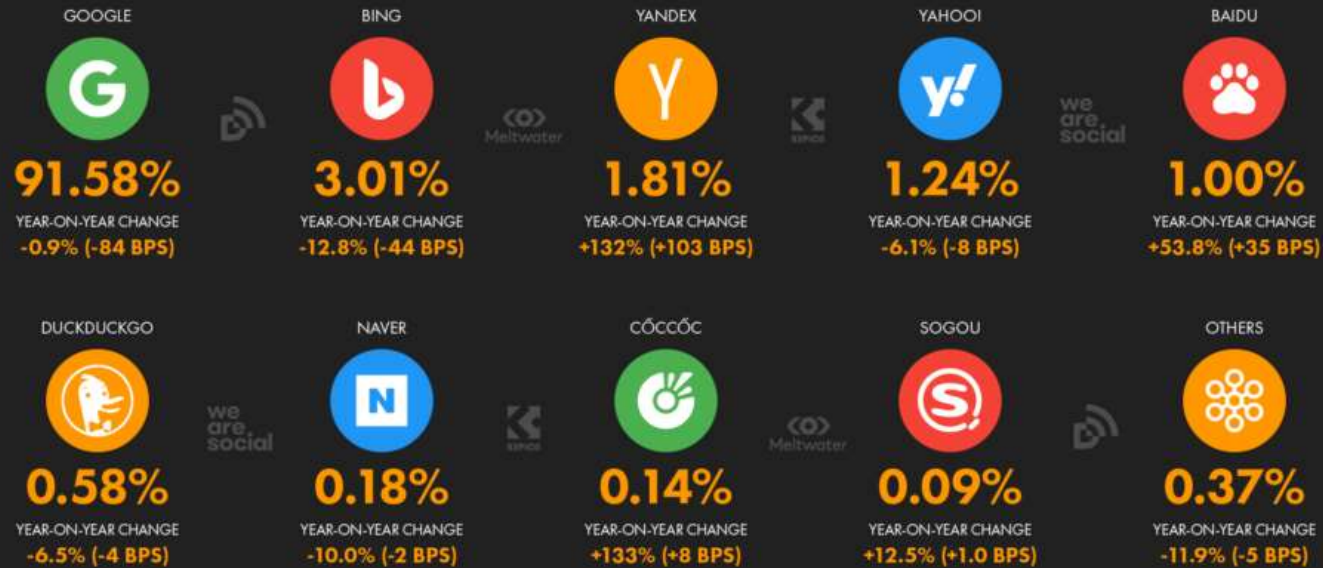 GOOGLE
BING
YANDEX
YAHOO!
BAIDU
G
b
Y
y!
Meltwater
KEPIOS
we
are.
social
91.58%
3.01%
1.81%
1.24%
1.00%
YEAR-ON-YEAR CHANGE
YEAR-ON-YEAR CHANGE
YEAR-ON-YEAR CHANGE
YEAR-ON-YEAR CHANGE
YEAR-ON-YEAR CHANGE
-0.9% (-84 BPS)
-12.8% (-44 BPS)
+132% (+103 BPS)
-6.1% (-8 BPS)
+53.8% (+35 BPS)
DUCKDUCKGO
NAVER
CỐCCỐC
SOGOU
OTHERS
N
S
we
are.
social
KEPIOS
Meltwater
0.58%
0.18%
0.14%
0.09%
0.37%
YEAR-ON-YEAR CHANGE
YEAR-ON-YEAR CHANGE
YEAR-ON-YEAR CHANGE
YEAR-ON-YEAR CHANGE
YEAR-ON-YEAR CHANGE
-6.5% (-4 BPS)
-10.0% (-2 BPS)
+133% (+8 BPS)
+12.5% (+1.0 BPS)
-11.9% (-5 BPS)